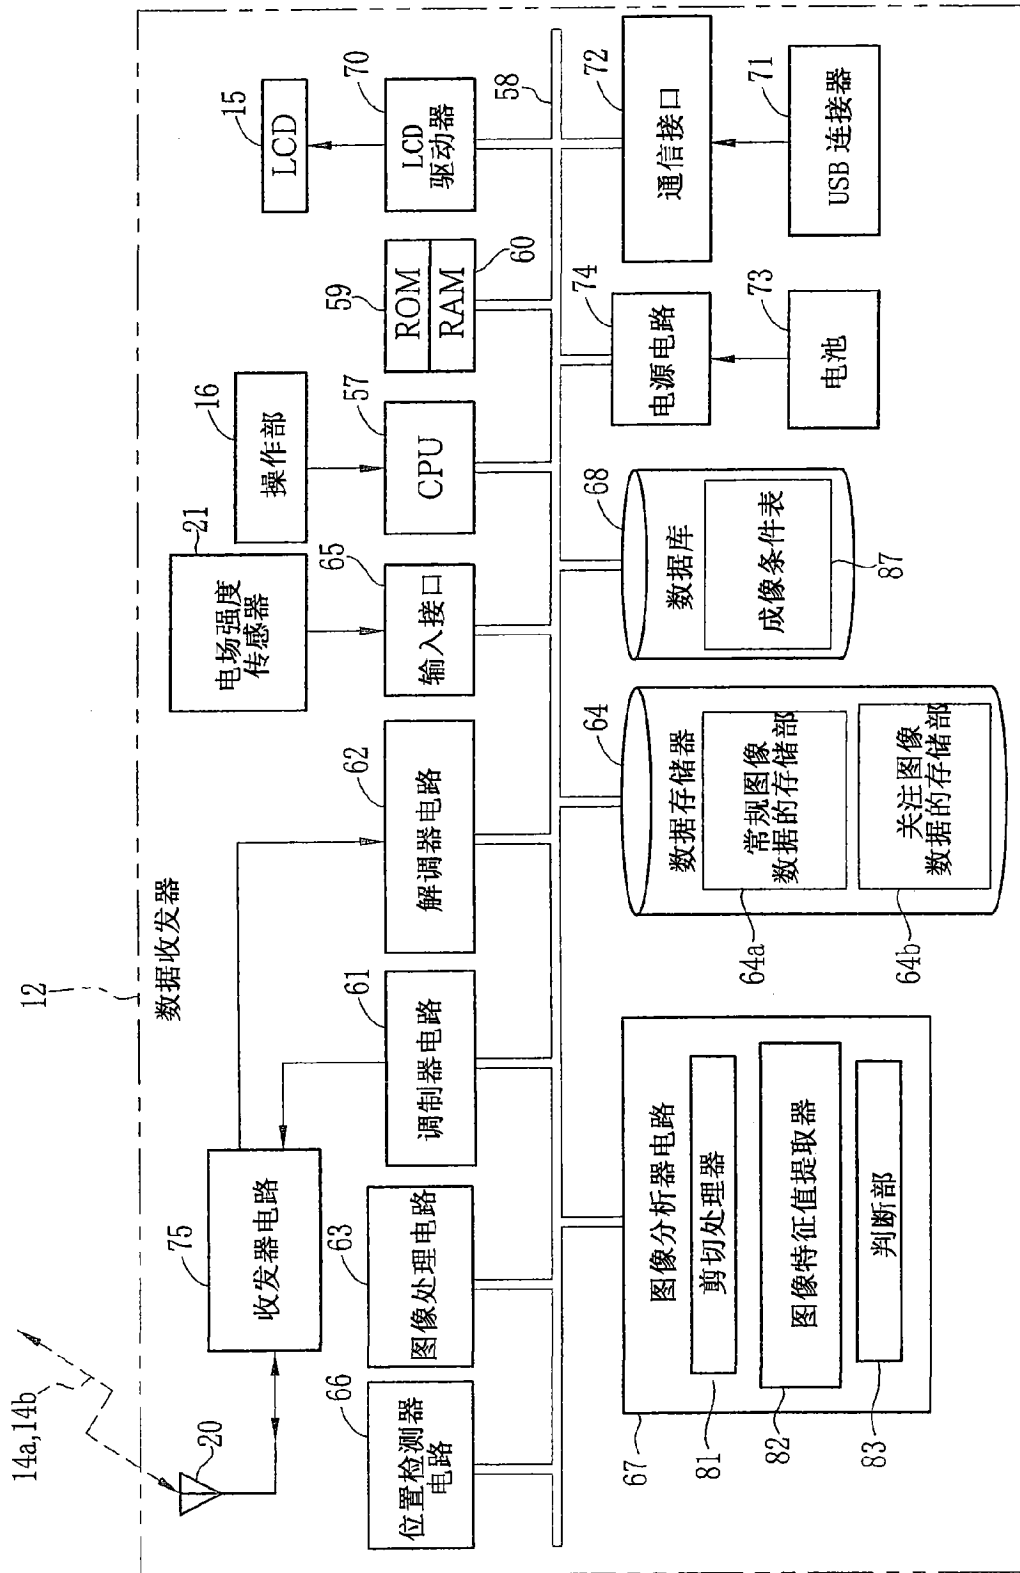 12
数据收发器
14a,14b
20
75
收发器电路
21
电场强度
传感器
16
操作部
15
LCD
66
位置检测器
电路
63
图像处理电路
61
调制器电路
62
解调器电路
65
输入接口
57
CPU
59
ROM
RAM
60
70
LCD
驱动器
58
67
图像分析器电路
剪切处理器
81
图像特征值提取器
82
判断部
83
64
数据存储器
常规图像
数据的存储部
64a
关注图像
数据的存储部
64b
68
数据库
成像条件表
87
74
电源电路
73
电池
72
通信接口
71
USB 连接器